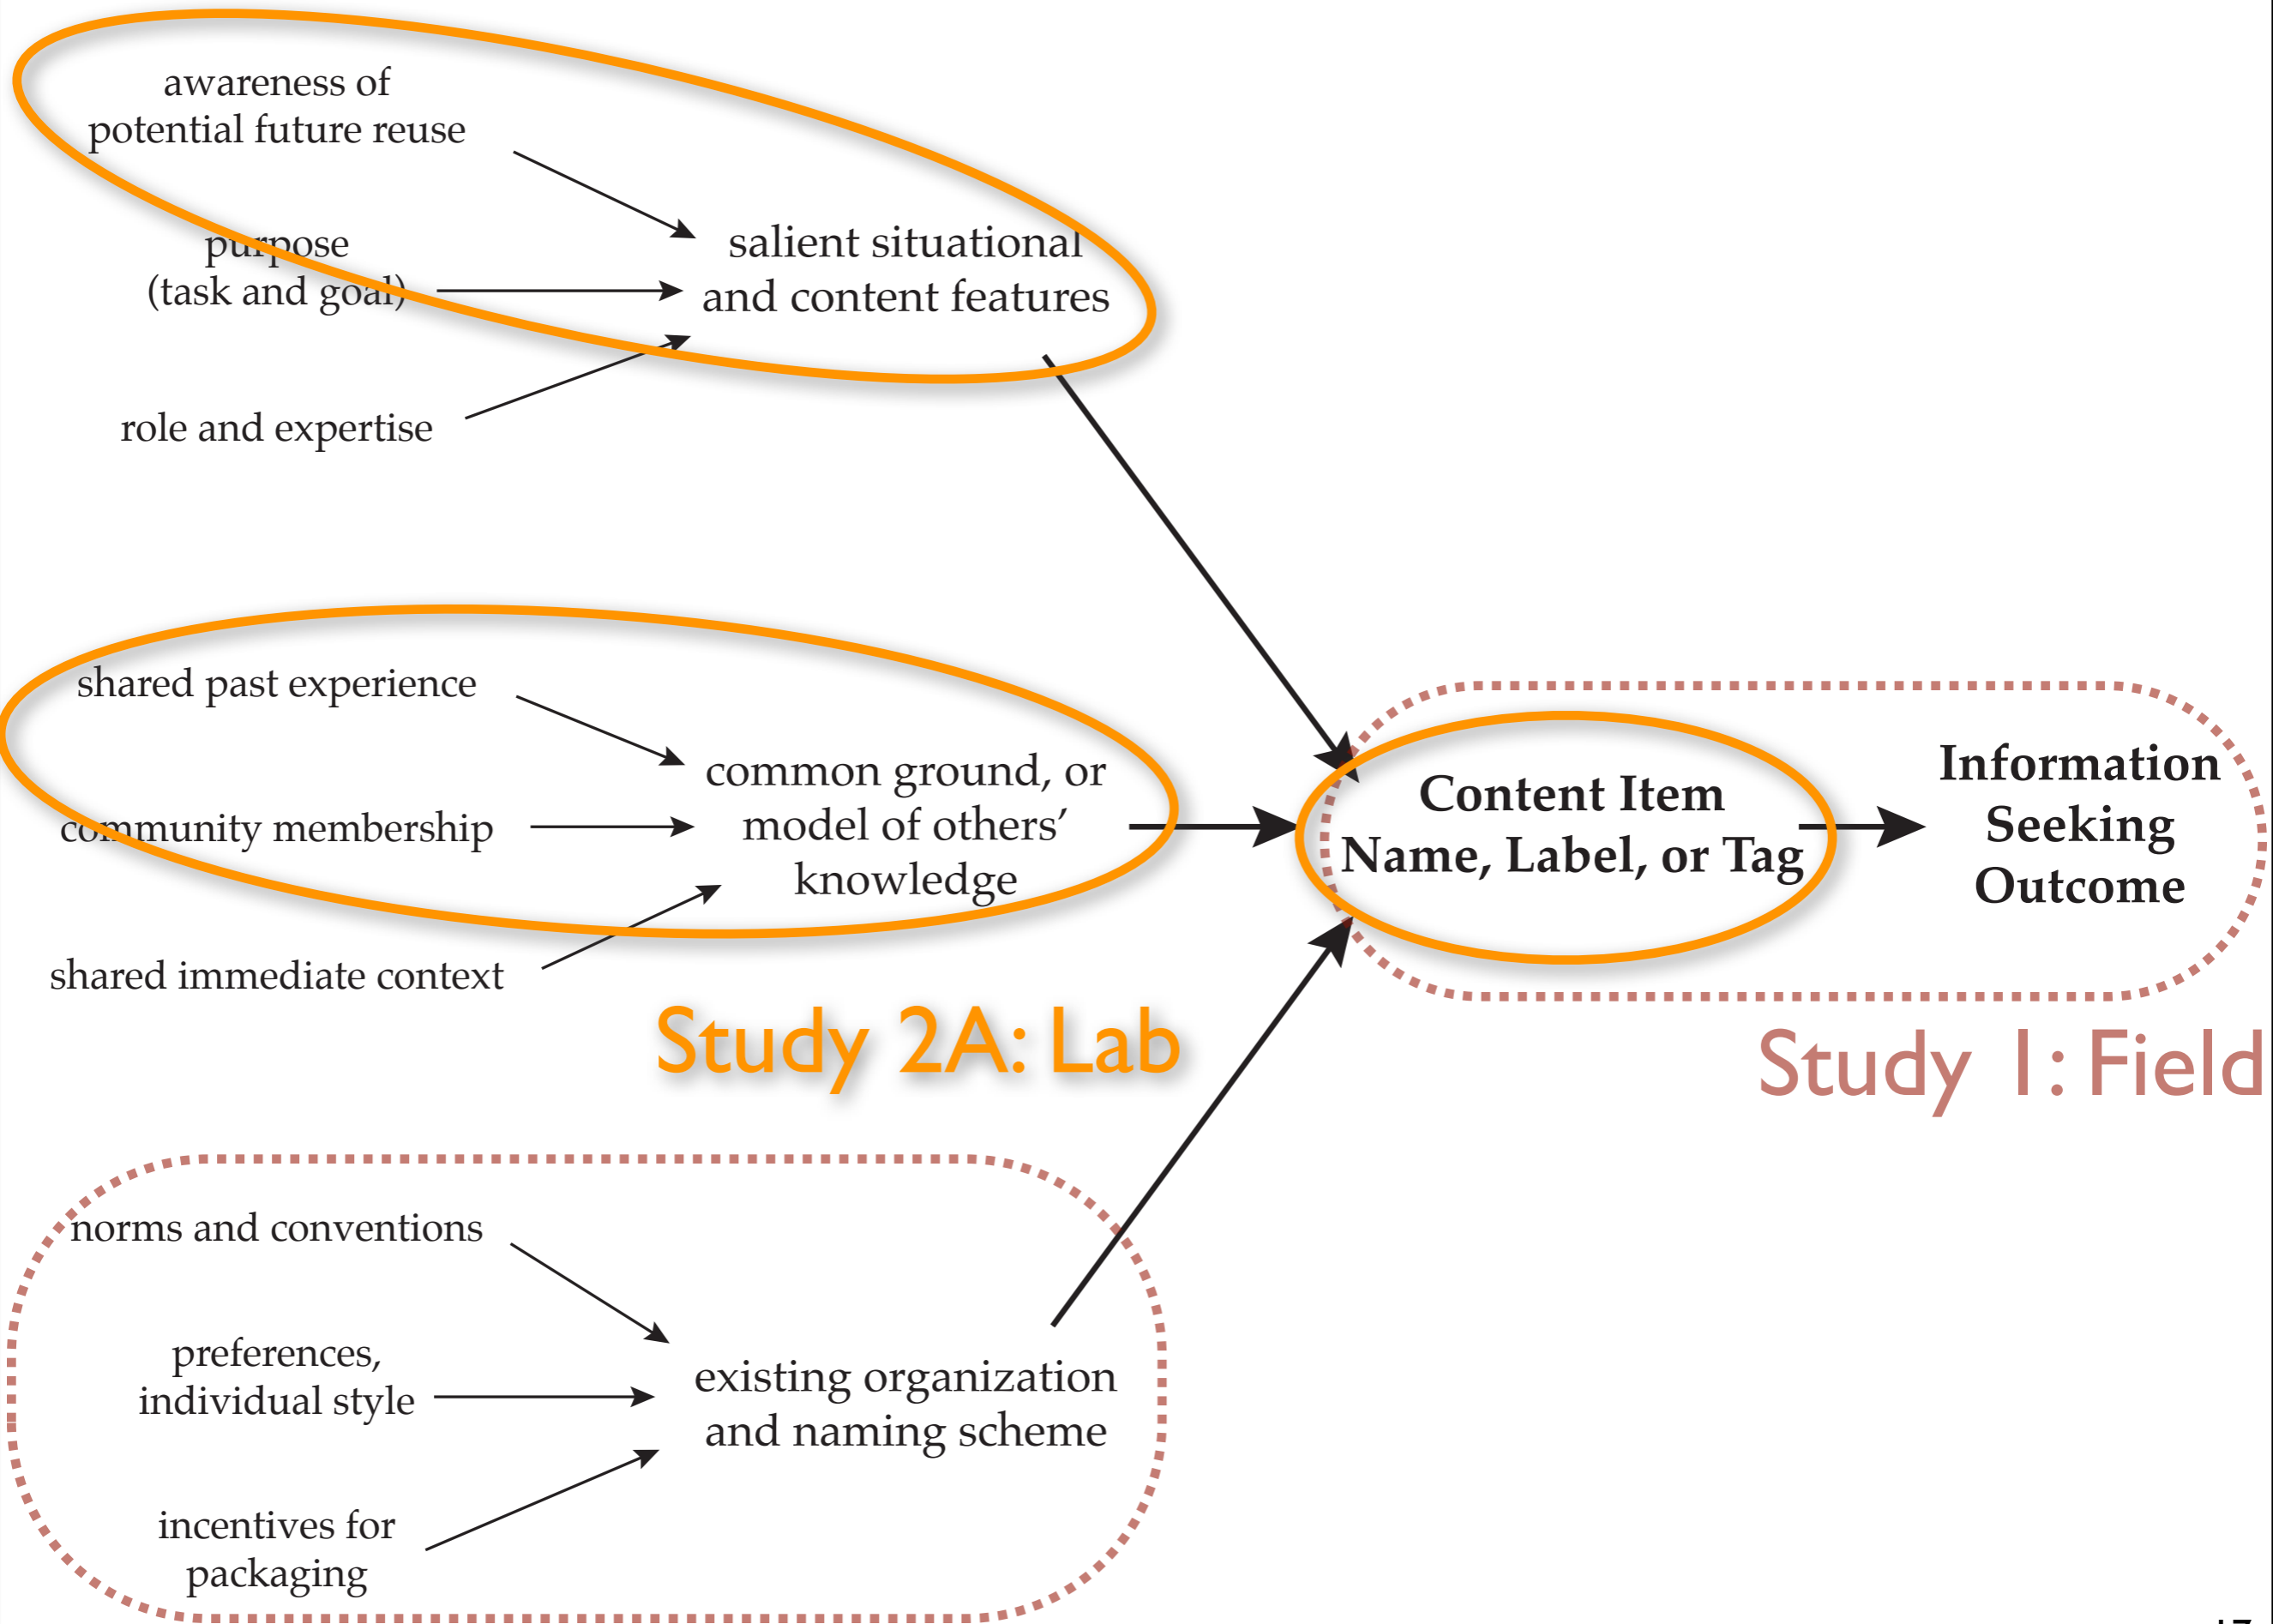 awareness of
potential future reuse
purpose
(task and goal)
role and expertise
salient situational
and content features
shared past experience
community membership
shared immediate context
common ground, or
model of others’
knowledge
Content Item
Name, Label, or Tag
Information
Seeking
Outcome
Study 2A: Lab
Study 1: Field
norms and conventions
preferences,
individual style
incentives for
packaging
existing organization
and naming scheme